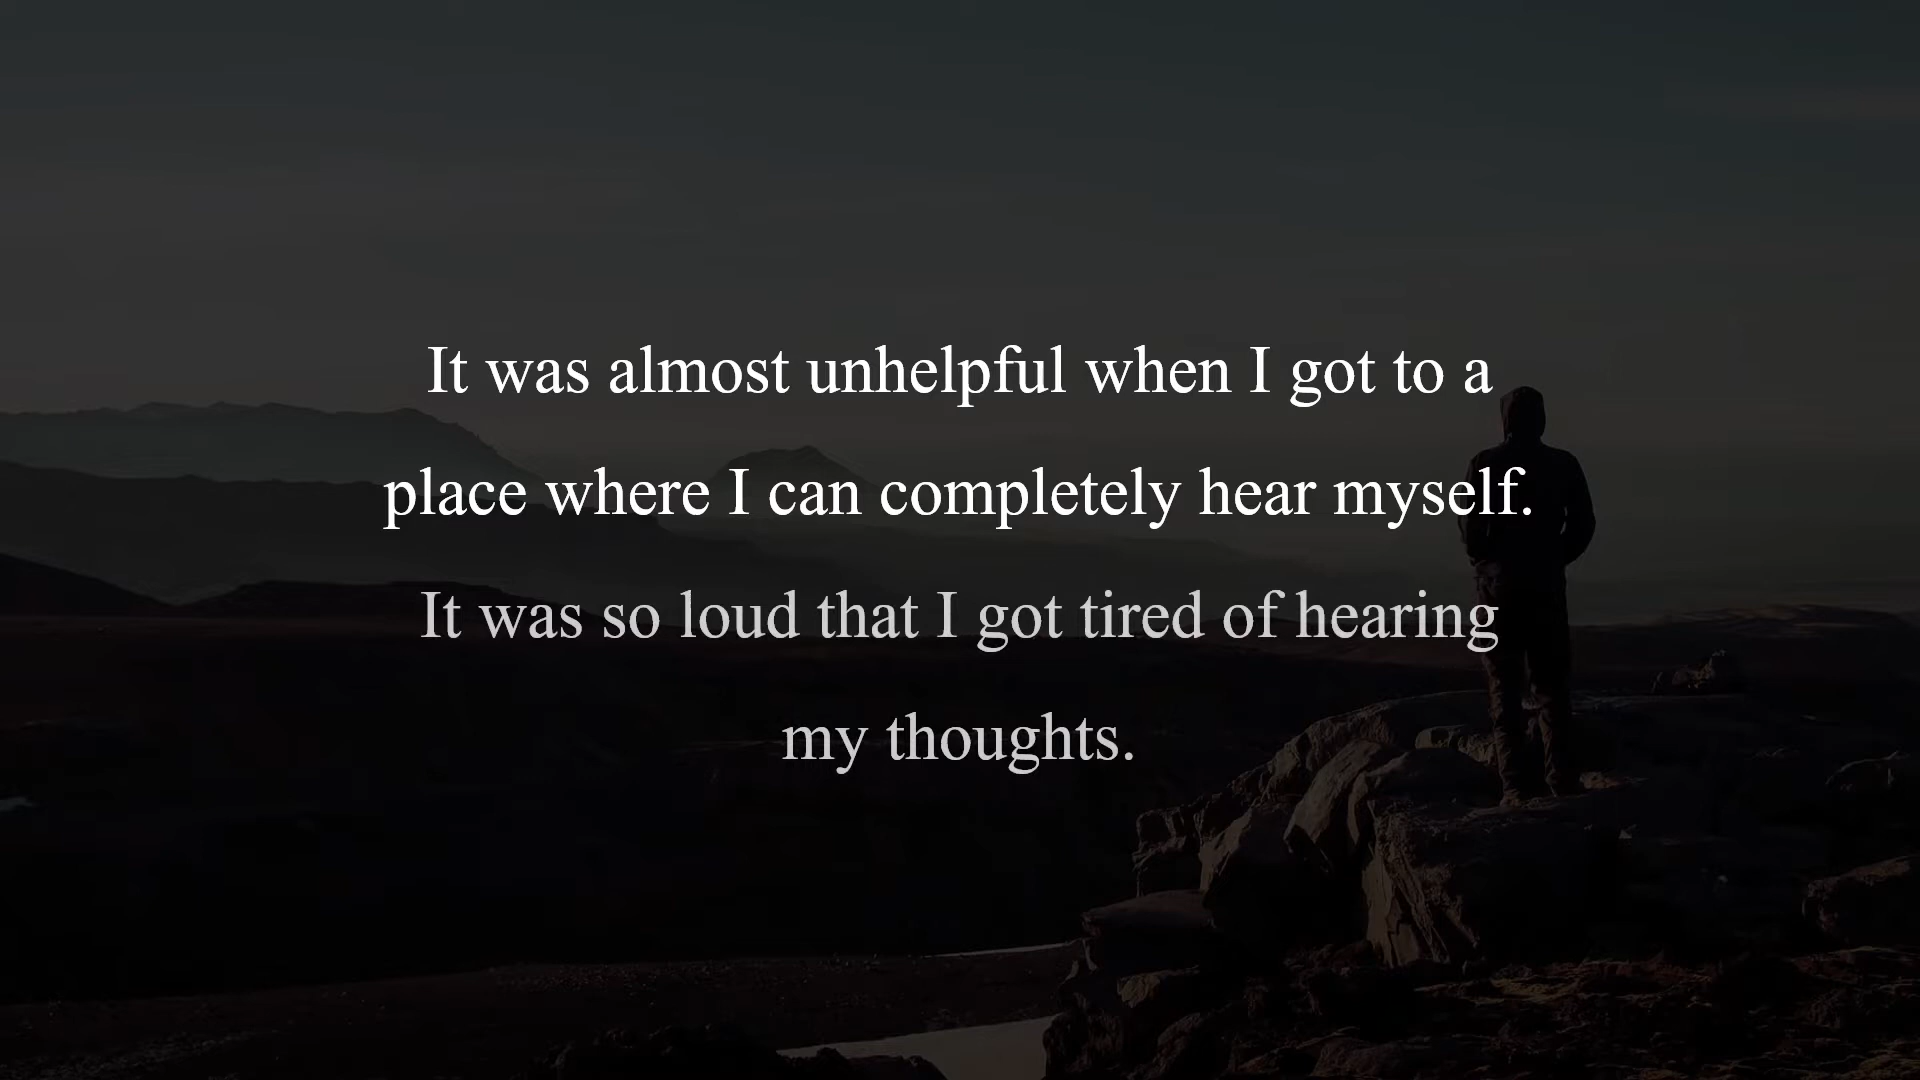 It was almost unhelpful when I got to a
place where I can completely hear myself.
It was so loud that I got tired of hearing
my thoughts.